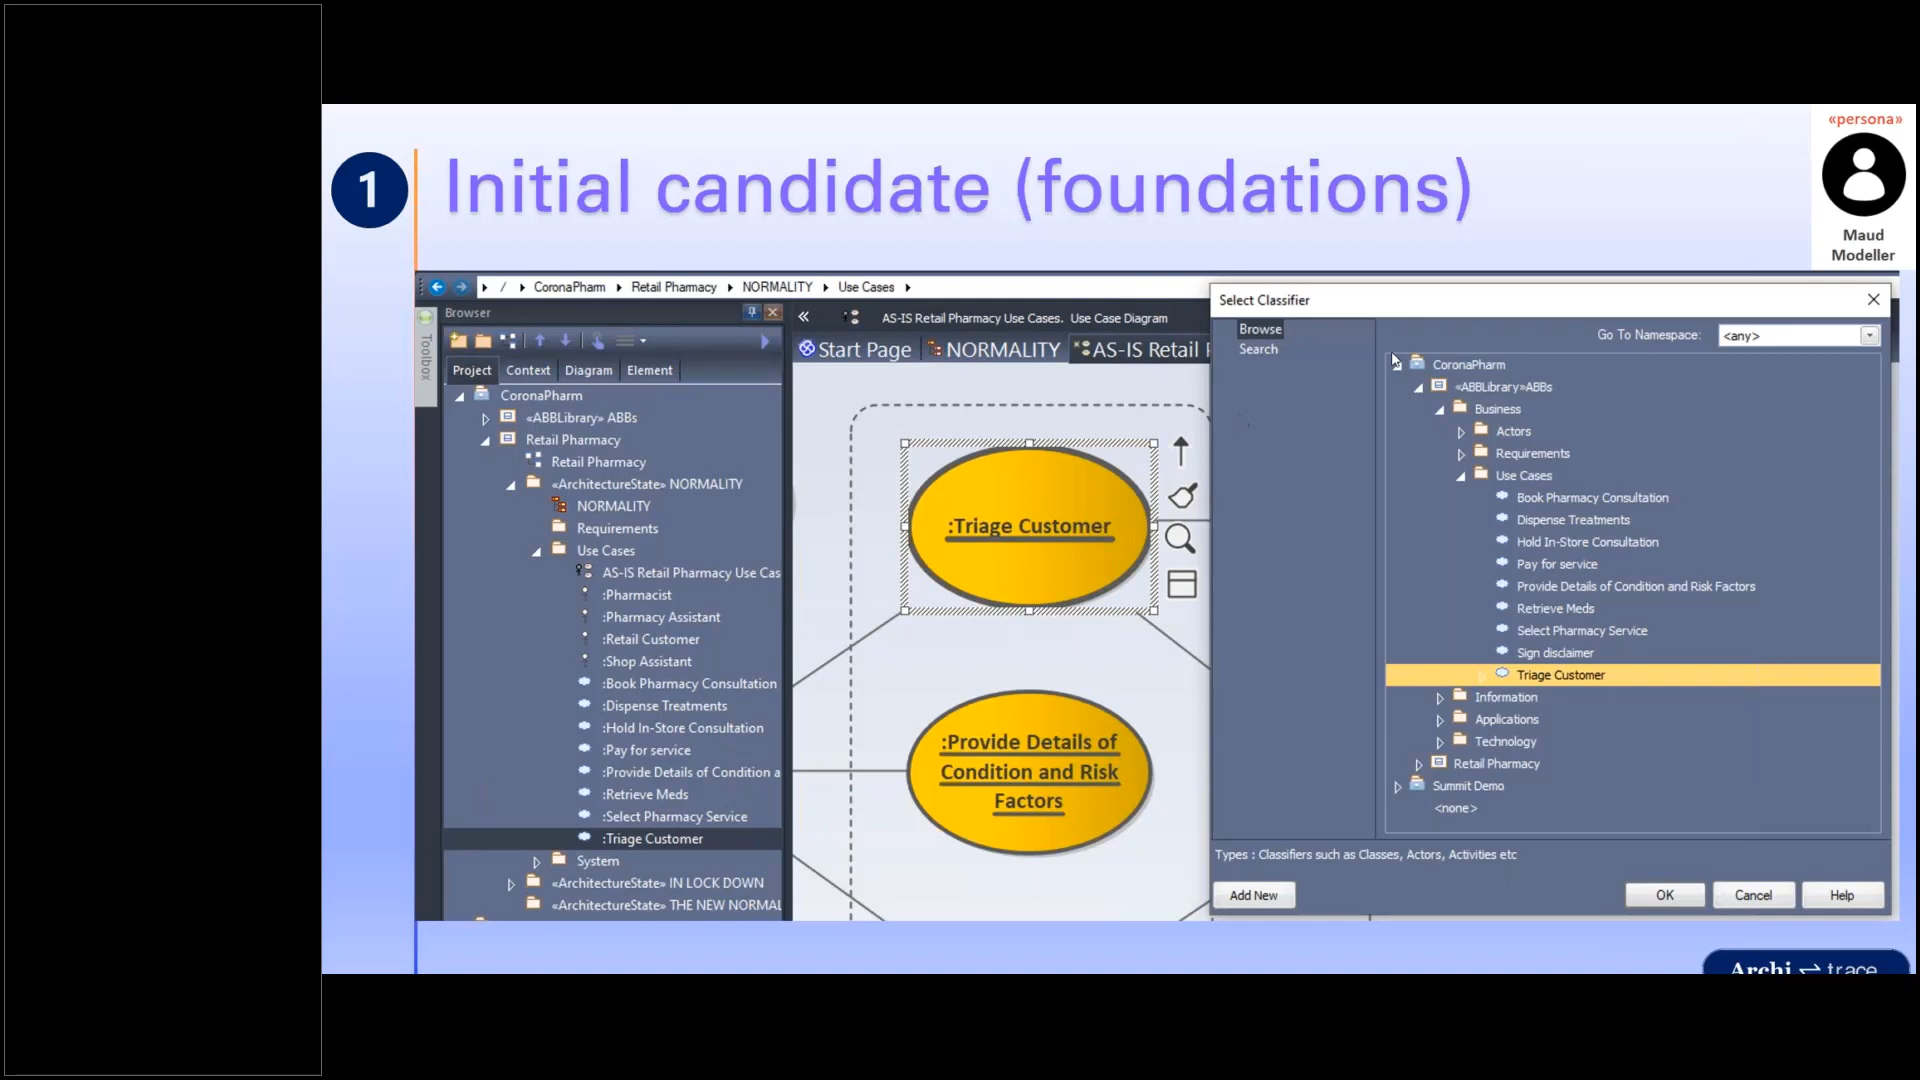 «persona»
1
Initial candidate (foundations)
Maud
Modeller
/ CoronaPharm Retail Pharmacy NORMALITY Use Cases
Browser
Toolbox
Project Context Diagram Element
CoronaPharm
«ABBLibrary» ABBs
Retail Pharmacy
Retail Pharmacy
«ArchitectureState» NORMALITY
NORMALITY
Requirements
Use Cases
AS-IS Retail Pharmacy Use Cas
:Pharmacist
:Pharmacy Assistant
:Retail Customer
:Shop Assistant
:Book Pharmacy Consultation
:Dispense Treatments
:Hold In-Store Consultation
:Pay for service
:Provide Details of Condition a
:Retrieve Meds
:Select Pharmacy Service
:Triage Customer
System
«ArchitectureState» IN LOCK DOWN
«ArchitectureState» THE NEW NORMAL
AS-IS Retail Pharmacy Use Cases. Use Case Diagram
Start Page NORMALITY AS-IS Retail P
:Triage Customer
:Provide Details of
Condition and Risk
Factors
Select Classifier
Browse
Search
Go To Namespace: <any>
CoronaPharm
«ABBLibrary»ABBs
Business
Actors
Requirements
Use Cases
Book Pharmacy Consultation
Dispense Treatments
Hold In-Store Consultation
Pay for service
Provide Details of Condition and Risk Factors
Retrieve Meds
Select Pharmacy Service
Sign disclaimer
Triage Customer
Information
Applications
Technology
Retail Pharmacy
Summit Demo
<none>
Types : Classifiers such as Classes, Actors, Activities etc
Add New OK Cancel Help
Archi ⇌ trace